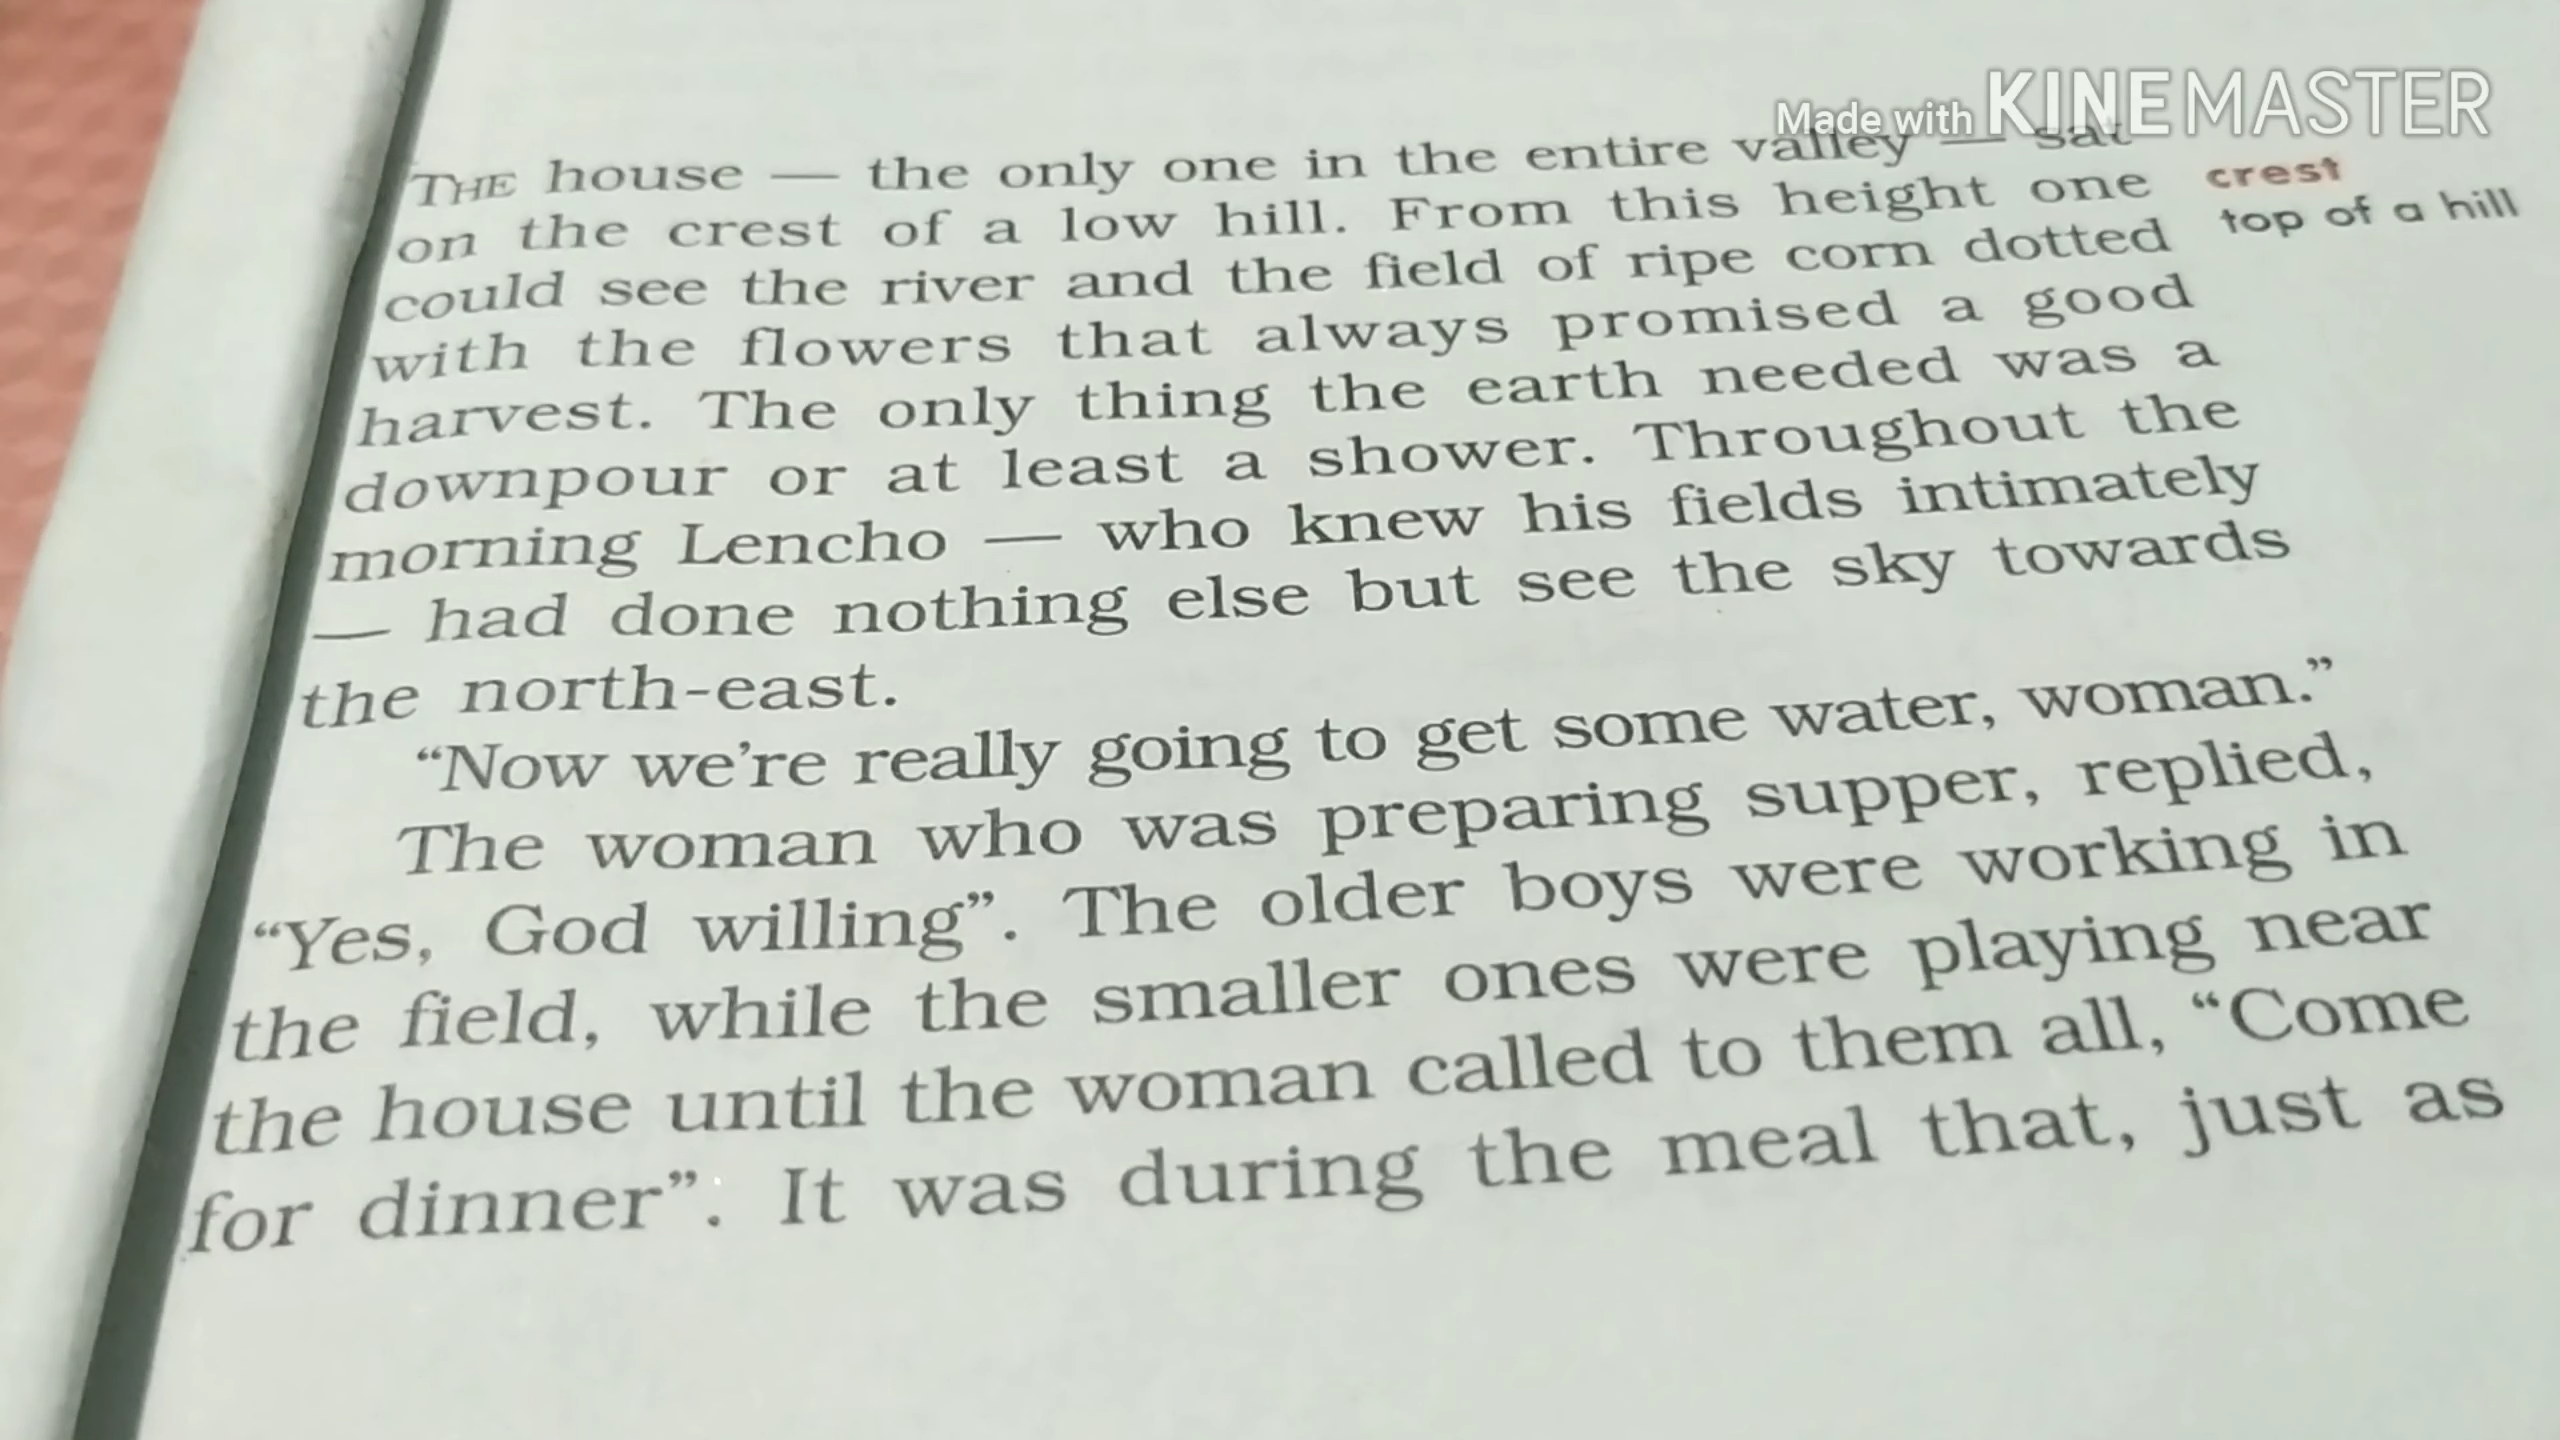 Made with KINEMASTER
THE house — the only one in the entire valley — sat
on the crest of a low hill. From this height one
could see the river and the field of ripe corn dotted
with the flowers that always promised a good
harvest. The only thing the earth needed was a
downpour or at least a shower. Throughout the
morning Lencho — who knew his fields intimately
— had done nothing else but see the sky towards
the north-east.
“Now we’re really going to get some water, woman.”
The woman who was preparing supper, replied,
“Yes, God willing”. The older boys were working in
the field, while the smaller ones were playing near
the house until the woman called to them all, “Come
for dinner”. It was during the meal that, just as
crest
top of a hill